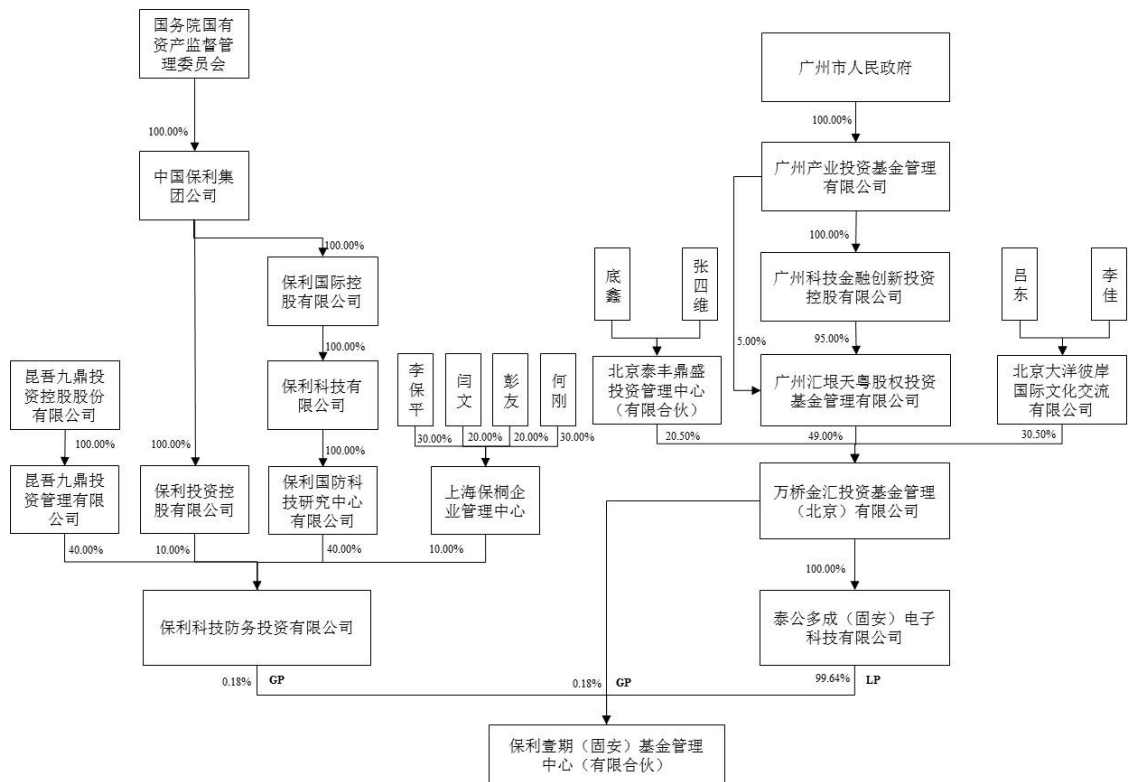 国务院国有
资产监督管
理委员会
广州市人民政府
100.00%
100.00%
中国保利集
团公司
广州产业投资基金管理
有限公司
100.00%
100.00%
保利国际控
股有限公司
底鑫
张四维
广州科技金融创新投资
控股有限公司
吕东
李佳
100.00%
5.00%
95.00%
昆吾九鼎投
资控股股份
有限公司
保利科技有
限公司
李保平
闫文
彭友
何刚
北京泰丰鼎盛
投资管理中心
（有限合伙）
广州汇垠天粤股权投资
基金管理有限公司
北京大洋彼岸
国际文化交流
有限公司
100.00%
100.00%
100.00%
30.00%
20.00%
20.00%
30.00%
20.50%
49.00%
30.50%
昆吾九鼎投
资管理有限公
司
保利投资控
股有限公司
保利国防科
技研究中心
有限公司
上海保桐企
业管理中心
万桥金汇投资基金管理
（北京）有限公司
40.00%
10.00%
40.00%
10.00%
100.00%
保利科技防务投资有限公司
泰公多成（固安）电子
科技有限公司
0.18% GP
0.18% GP
99.64% LP
保利壹期（固安）基金管理
中心（有限合伙）